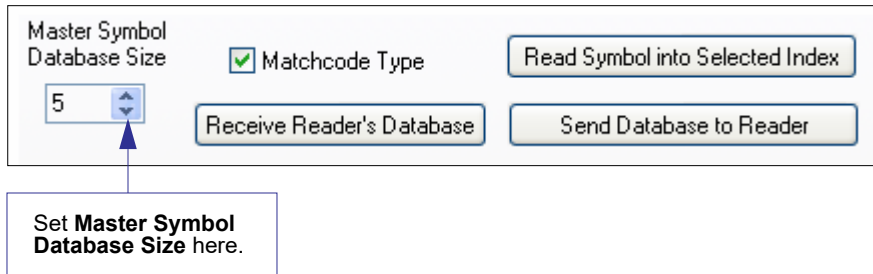 Master Symbol
Database Size
Matchcode Type
Read Symbol into Selected Index
5
Receive Reader's Database
Send Database to Reader
Set Master Symbol
Database Size here.